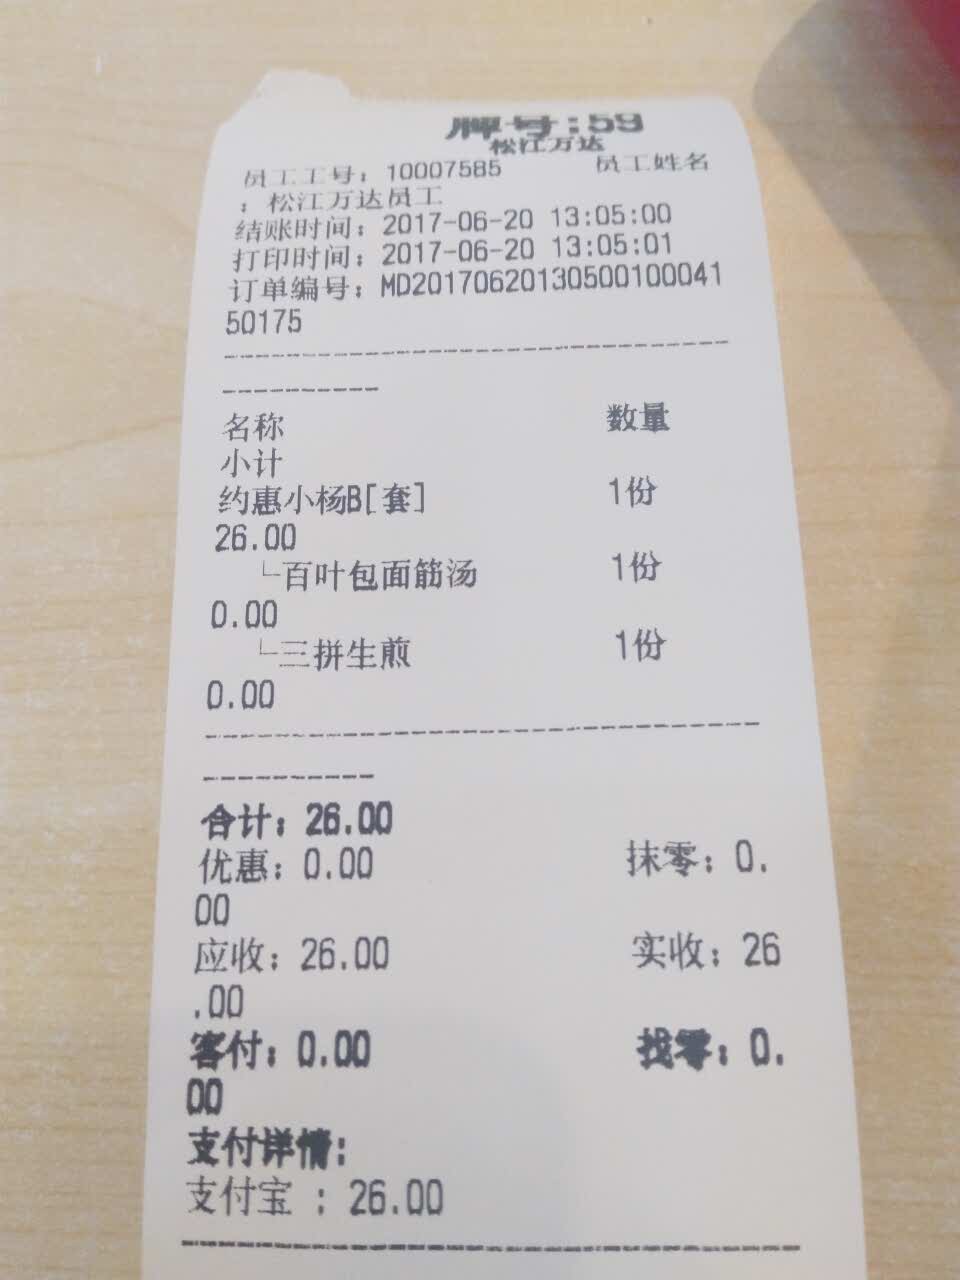 牌号:59
松江万达
员工工号：10007585 员工姓名
：松江万达员工
结账时间：2017-06-20 13:05:00
打印时间：2017-06-20 13:05:01
订单编号：MD20170620130500100041
50175
名称 数量
小计
约惠小杨B[套] 1份
26.00
└百叶包面筋汤 1份
0.00
└三拼生煎 1份
0.00
合计：26.00
优惠：0.00 抹零：0.
00
应收：26.00 实收：26
.00
客付：0.00 找零：0.
00
支付详情:
支付宝 : 26.00